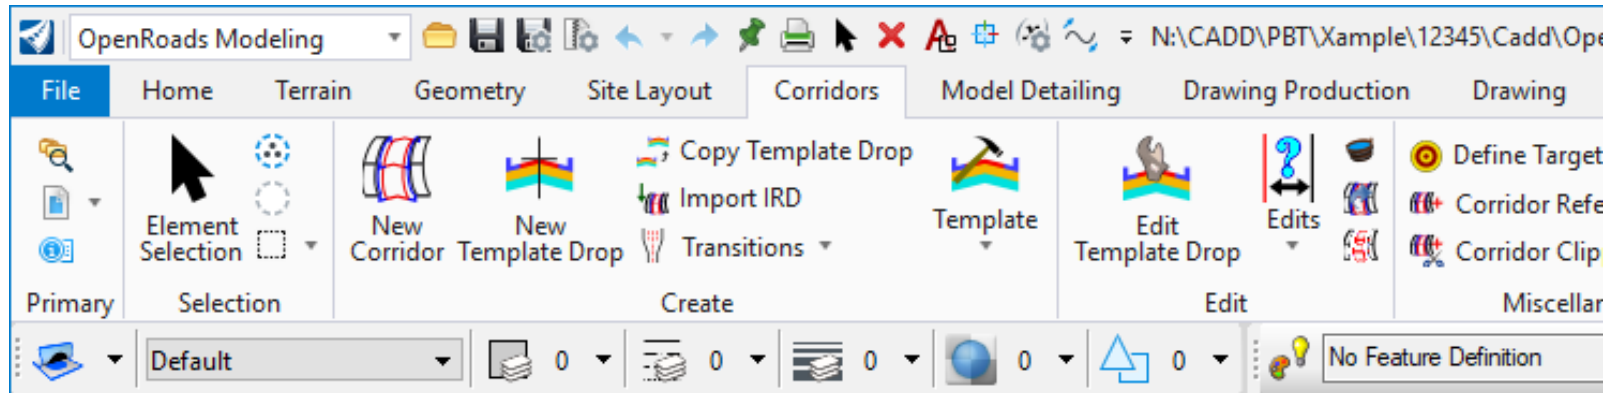 OpenRoads Modeling N:\CADD\PBT\Xample\12345\Cadd\Ope
File Home Terrain Geometry Site Layout Corridors Model Detailing Drawing Production Drawing
Element Selection
New Corridor
New Template Drop
Copy Template Drop
Import IRD
Transitions
Template
Edit Template Drop
Edits
Define Target
Corridor Refe
Corridor Clip
Primary Selection Create Edit Miscellar
Default 0 0 0 0 0 No Feature Definition